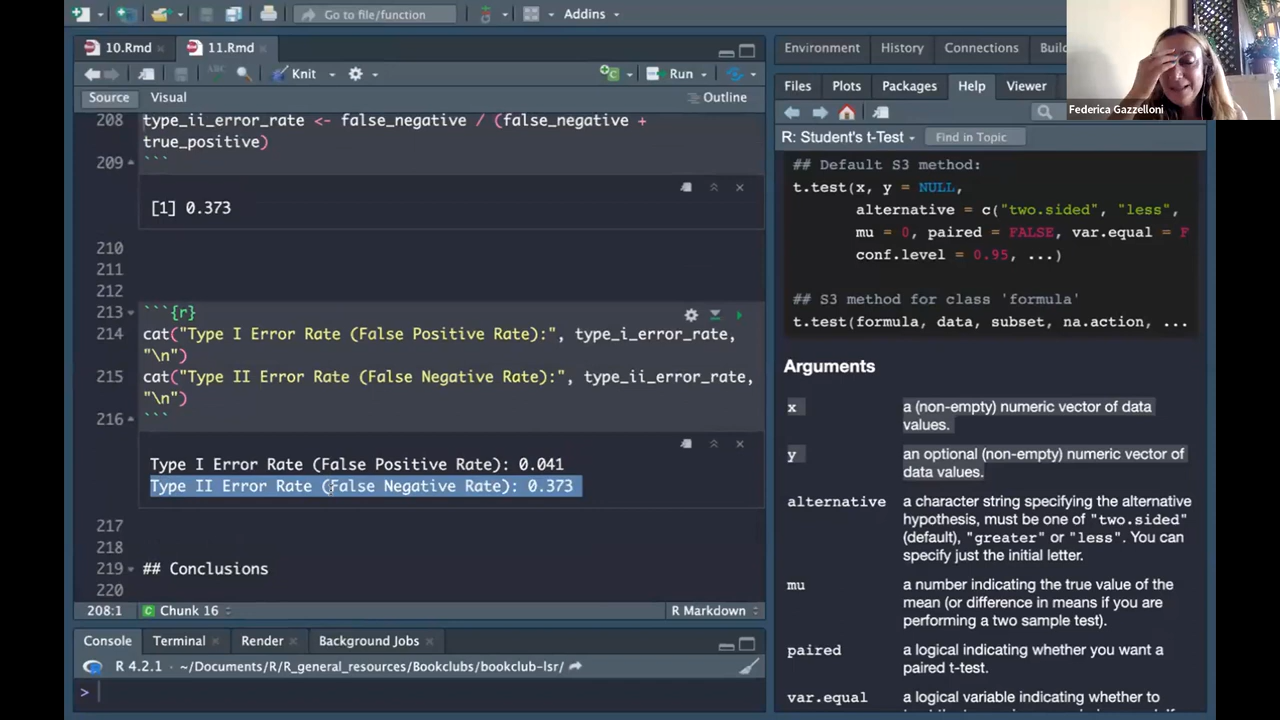 Go to file/function
Addins
10.Rmd
11.Rmd
Knit
Run
Source
Visual
Outline
208
type_ii_error_rate <- false_negative / (false_negative +
true_positive)
209
```
[1] 0.373
210
211
212
213
```{r}
214
cat("Type I Error Rate (False Positive Rate):", type_i_error_rate,
"\n")
215
cat("Type II Error Rate (False Negative Rate):", type_ii_error_rate,
"\n")
216
```
Type I Error Rate (False Positive Rate): 0.041
Type II Error Rate (False Negative Rate): 0.373
217
218
219
## Conclusions
220
208:1
Chunk 16
R Markdown
Console
Terminal
Render
Background Jobs
R 4.2.1 · ~/Documents/R/R_general_resources/Bookclubs/bookclub-lsr/
>
Environment
History
Connections
Files
Plots
Packages
Help
Viewer
Federica Gazzelloni
R: Student's t-Test
Find in Topic
## Default S3 method:
t.test(x, y = NULL,
alternative = c("two.sided", "less",
mu = 0, paired = FALSE, var.equal = F
conf.level = 0.95, ...)
## S3 method for class 'formula'
t.test(formula, data, subset, na.action, ...
Arguments
x
a (non-empty) numeric vector of data
values.
y
an optional (non-empty) numeric vector of
data values.
alternative
a character string specifying the alternative
hypothesis, must be one of "two.sided"
(default), "greater" or "less". You can
specify just the initial letter.
mu
a number indicating the true value of the
mean (or difference in means if you are
performing a two sample test).
paired
a logical indicating whether you want a
paired t-test.
var.equal
a logical variable indicating whether to